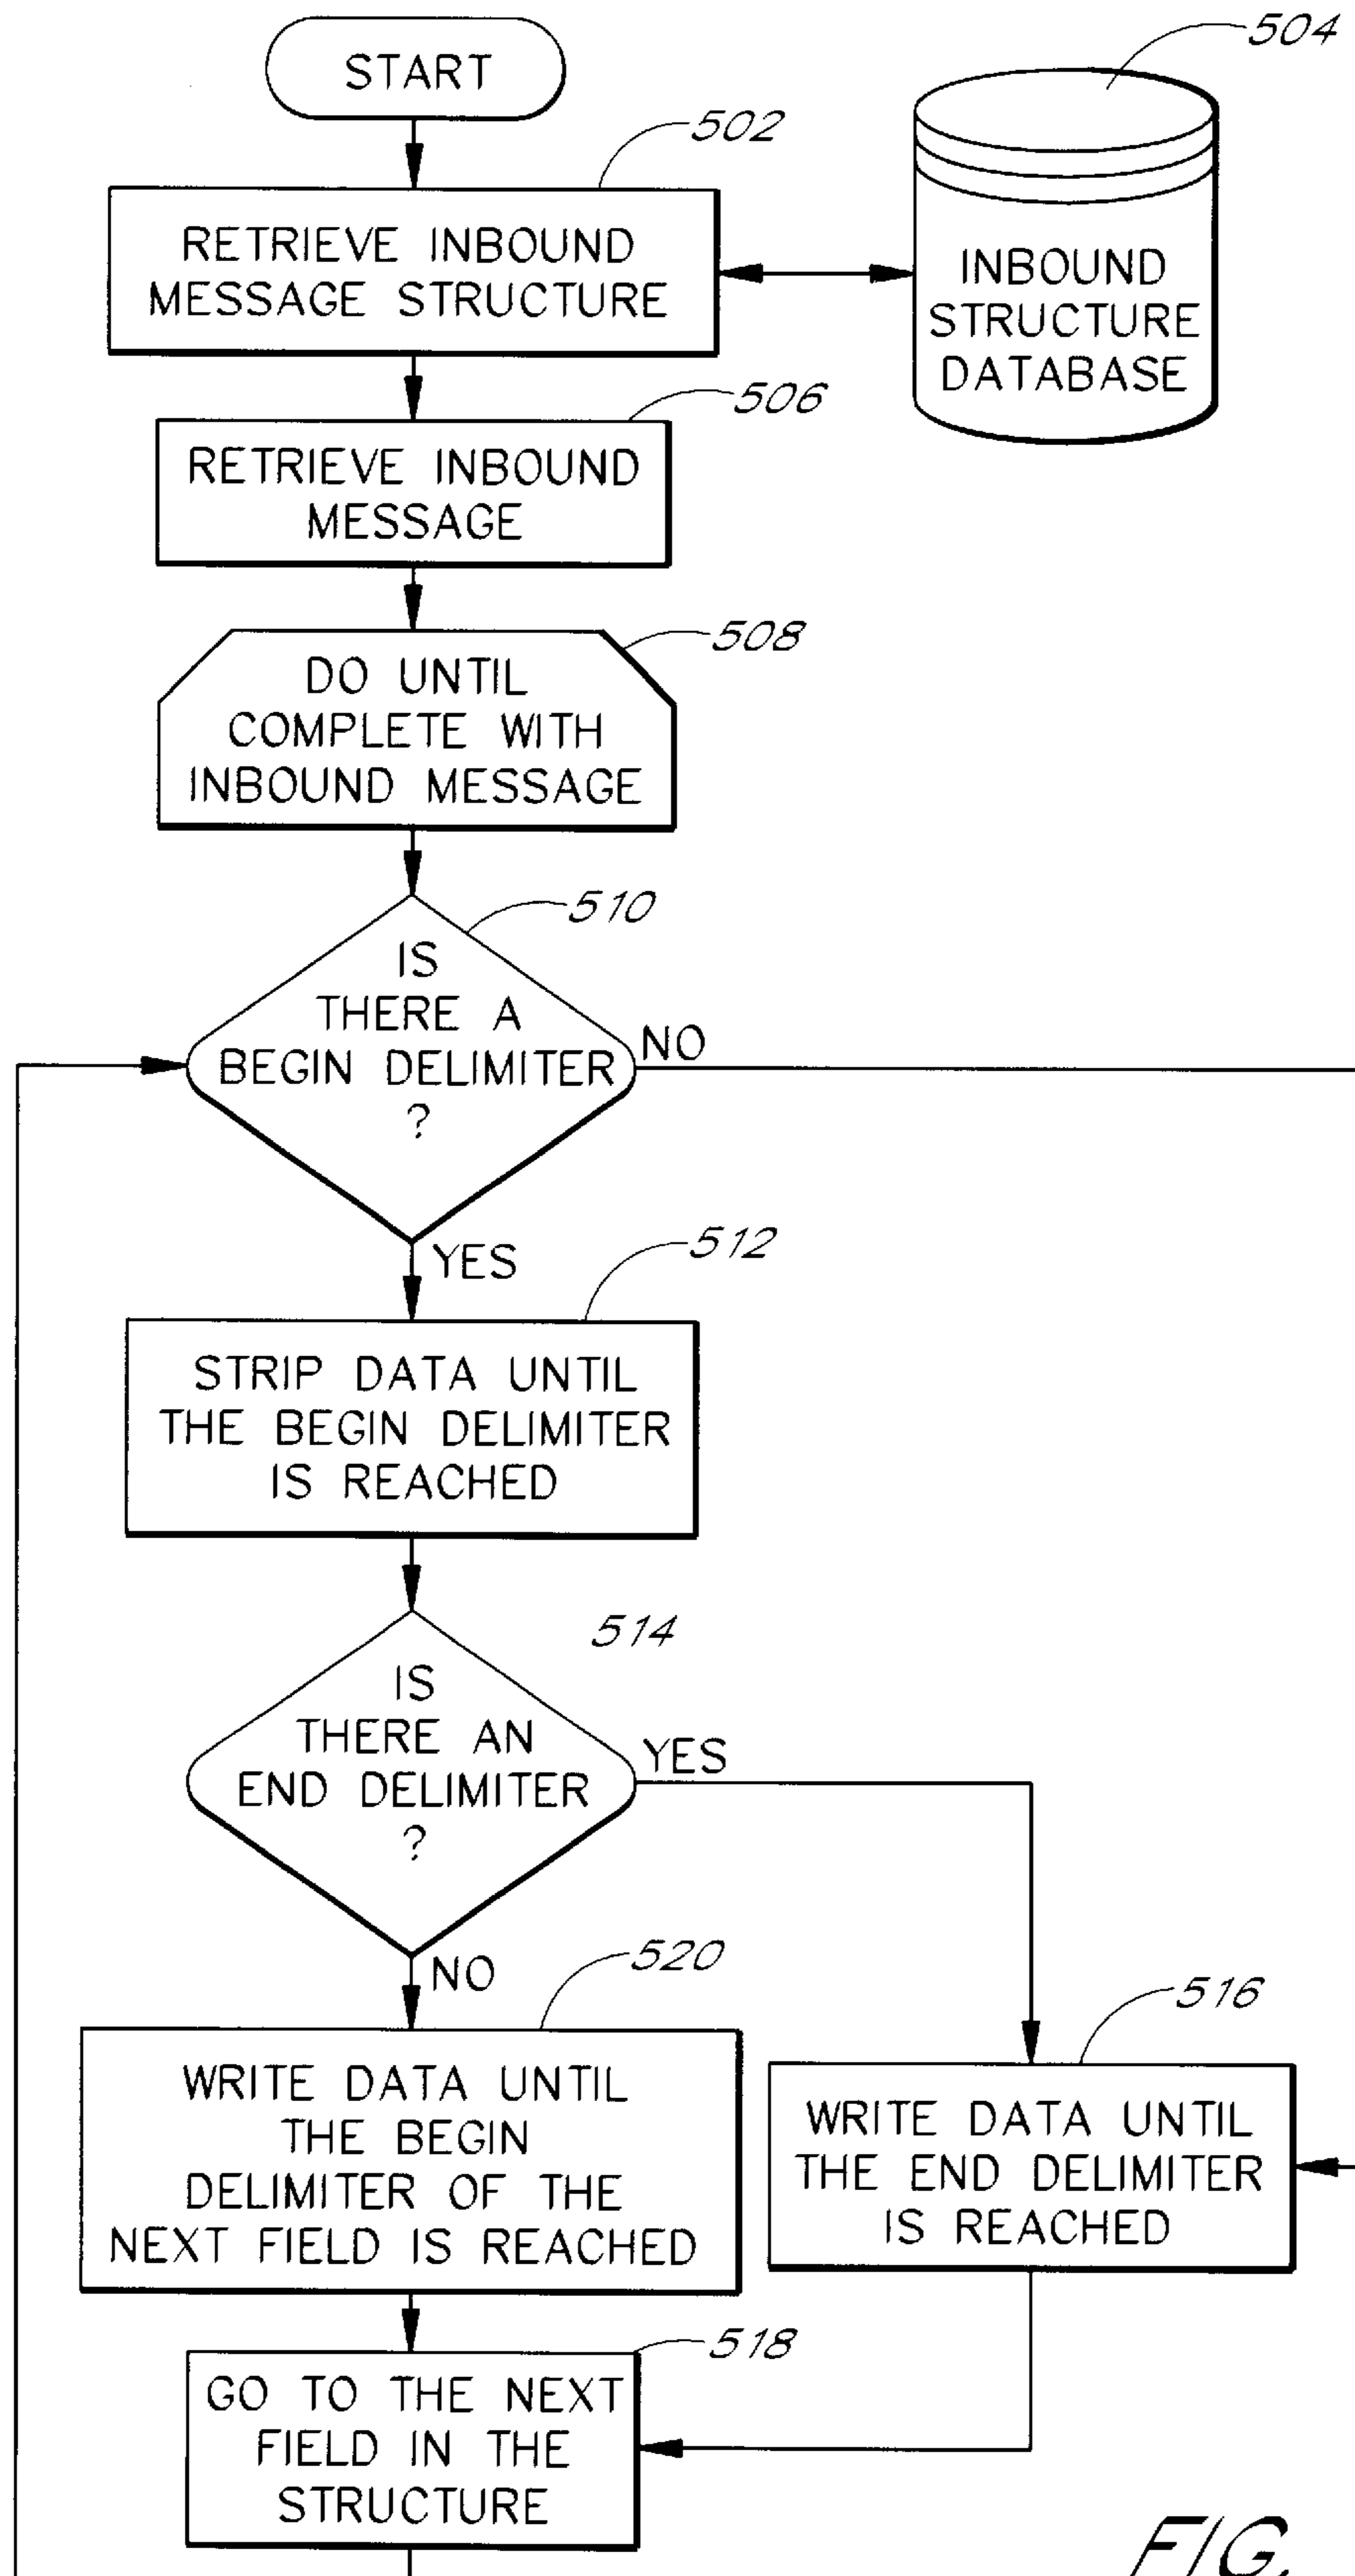 START
504
502
RETRIEVE INBOUND
MESSAGE STRUCTURE
INBOUND
STRUCTURE
DATABASE
506
RETRIEVE INBOUND
MESSAGE
508
DO UNTIL
COMPLETE WITH
INBOUND MESSAGE
510
IS
THERE A
BEGIN DELIMITER
?
NO
YES
512
STRIP DATA UNTIL
THE BEGIN DELIMITER
IS REACHED
514
IS
THERE AN
END DELIMITER
?
YES
NO
520
516
WRITE DATA UNTIL
THE BEGIN
DELIMITER OF THE
NEXT FIELD IS REACHED
WRITE DATA UNTIL
THE END DELIMITER
IS REACHED
518
GO TO THE NEXT
FIELD IN THE
STRUCTURE
FIG.